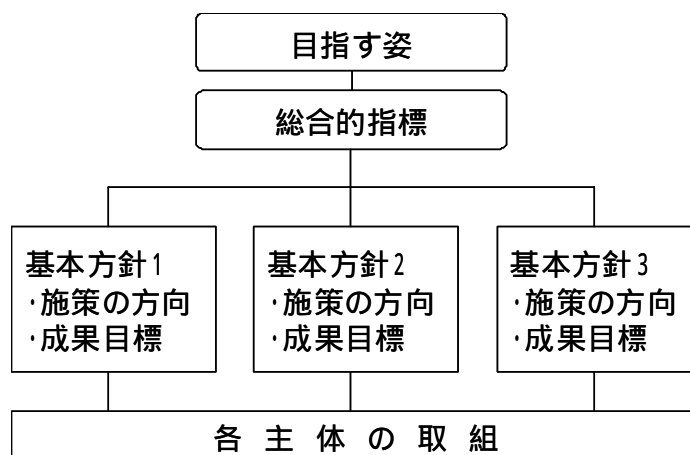 目指す姿
総合的指標
基本方針1
・施策の方向
・成果目標
基本方針2
・施策の方向
・成果目標
基本方針3
・施策の方向
・成果目標
各主体の取組